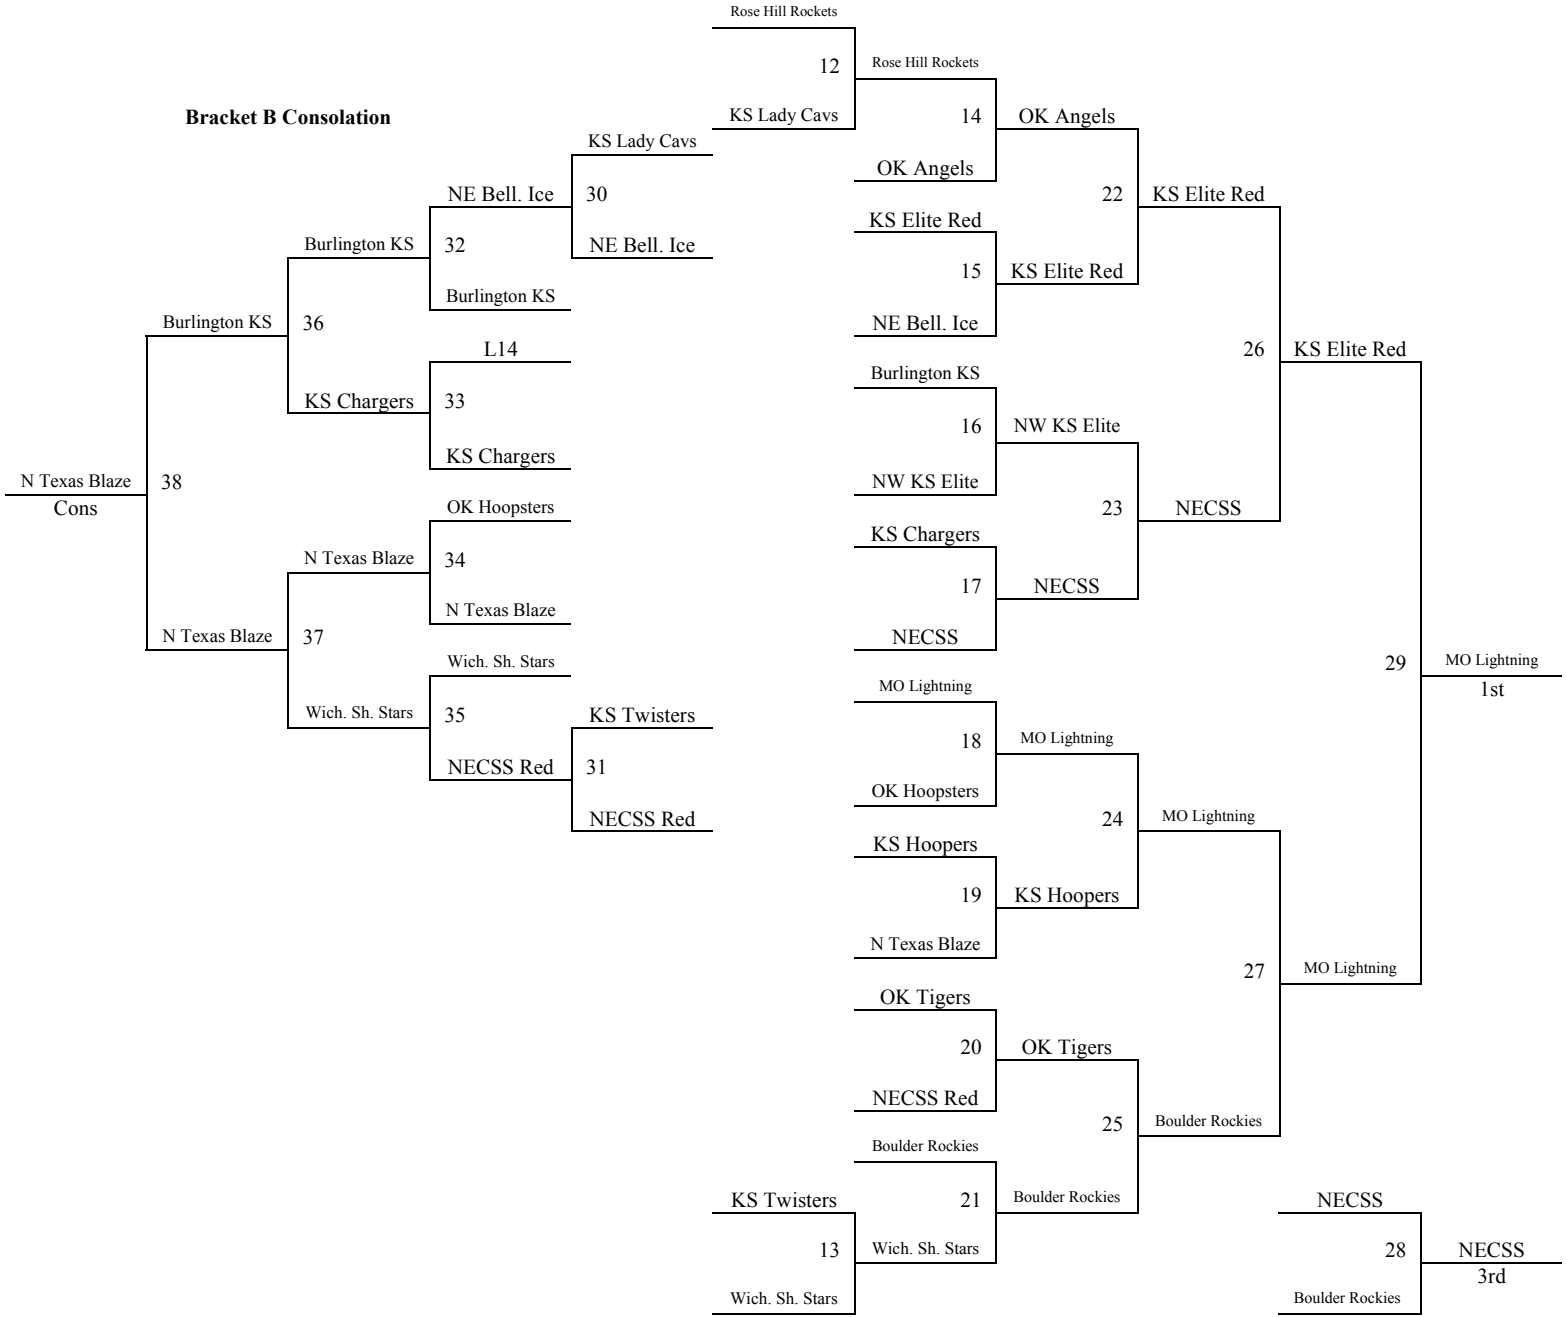 Rose Hill Rockets
12
Rose Hill Rockets
Bracket B Consolation
KS Lady Cavs
14
OK Angels
KS Lady Cavs
OK Angels
NE Bell. Ice
30
22
KS Elite Red
KS Elite Red
Burlington KS
32
NE Bell. Ice
15
KS Elite Red
Burlington KS
Burlington KS
36
NE Bell. Ice
L14
26
KS Elite Red
Burlington KS
KS Chargers
33
16
NW KS Elite
KS Chargers
N Texas Blaze
38
NW KS Elite
Cons
OK Hoopsters
23
NECSS
KS Chargers
N Texas Blaze
34
17
NECSS
N Texas Blaze
N Texas Blaze
37
NECSS
Wich. Sh. Stars
29
MO Lightning
MO Lightning
1st
Wich. Sh. Stars
35
KS Twisters
18
MO Lightning
NECSS Red
31
OK Hoopsters
NECSS Red
24
MO Lightning
KS Hoopers
19
KS Hoopers
N Texas Blaze
27
MO Lightning
OK Tigers
20
OK Tigers
NECSS Red
25
Boulder Rockies
Boulder Rockies
KS Twisters
21
Boulder Rockies
NECSS
13
Wich. Sh. Stars
28
NECSS
3rd
Wich. Sh. Stars
Boulder Rockies